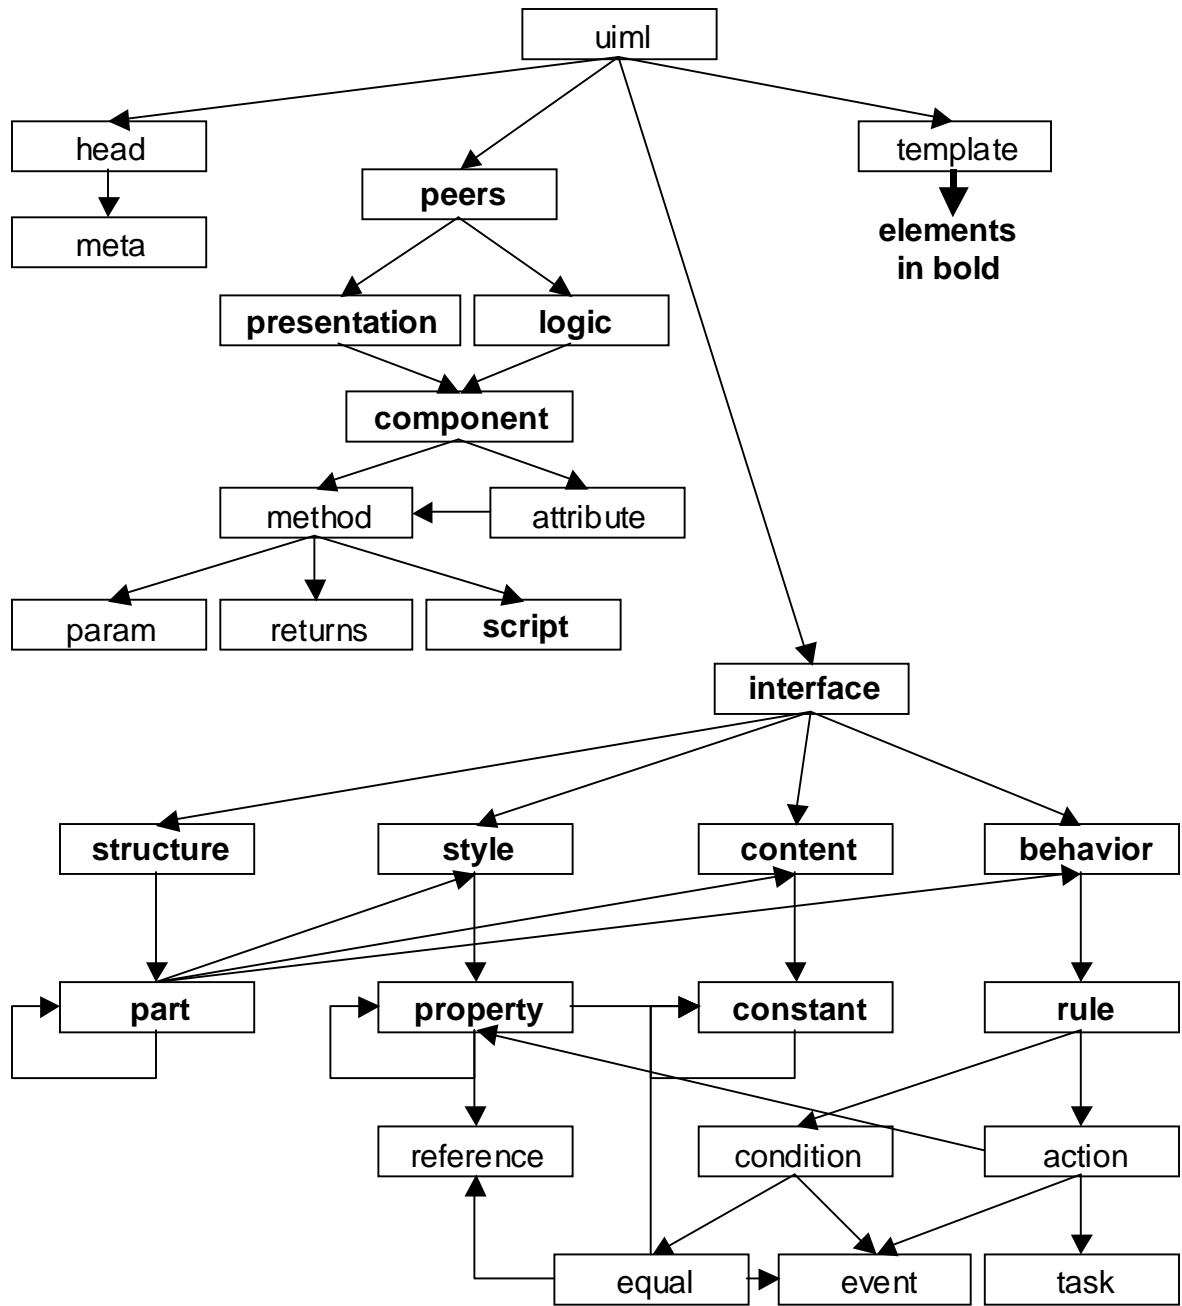 uiml
head
template
peers
elements
in bold
meta
presentation
logic
component
method
attribute
param
returns
script
interface
structure
style
content
behavior
part
property
constant
rule
reference
condition
action
equal
event
task